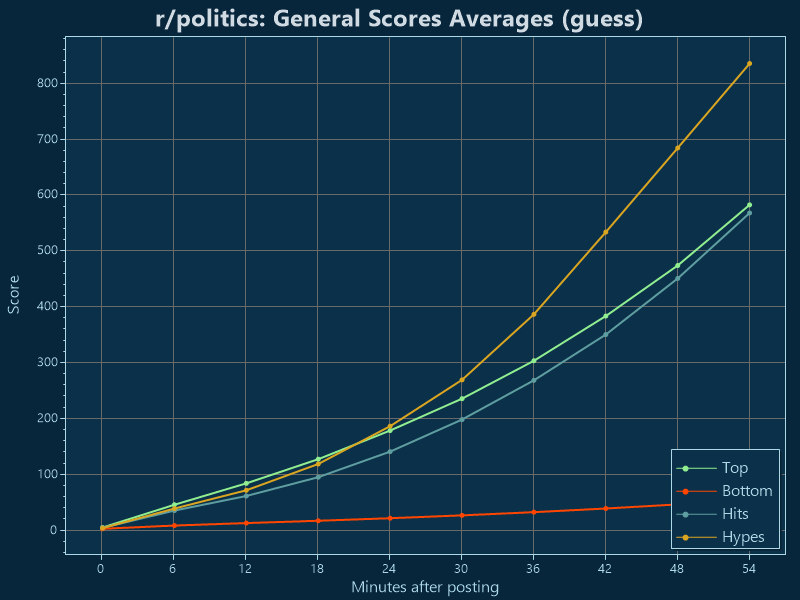 r/politics: General Scores Averages (guess)
800
700
600
500
400
300
200
100
0
Score
Top
Bottom
Hits
Hypes
0 6 12 18 24 30 36 42 48 54
Minutes after posting